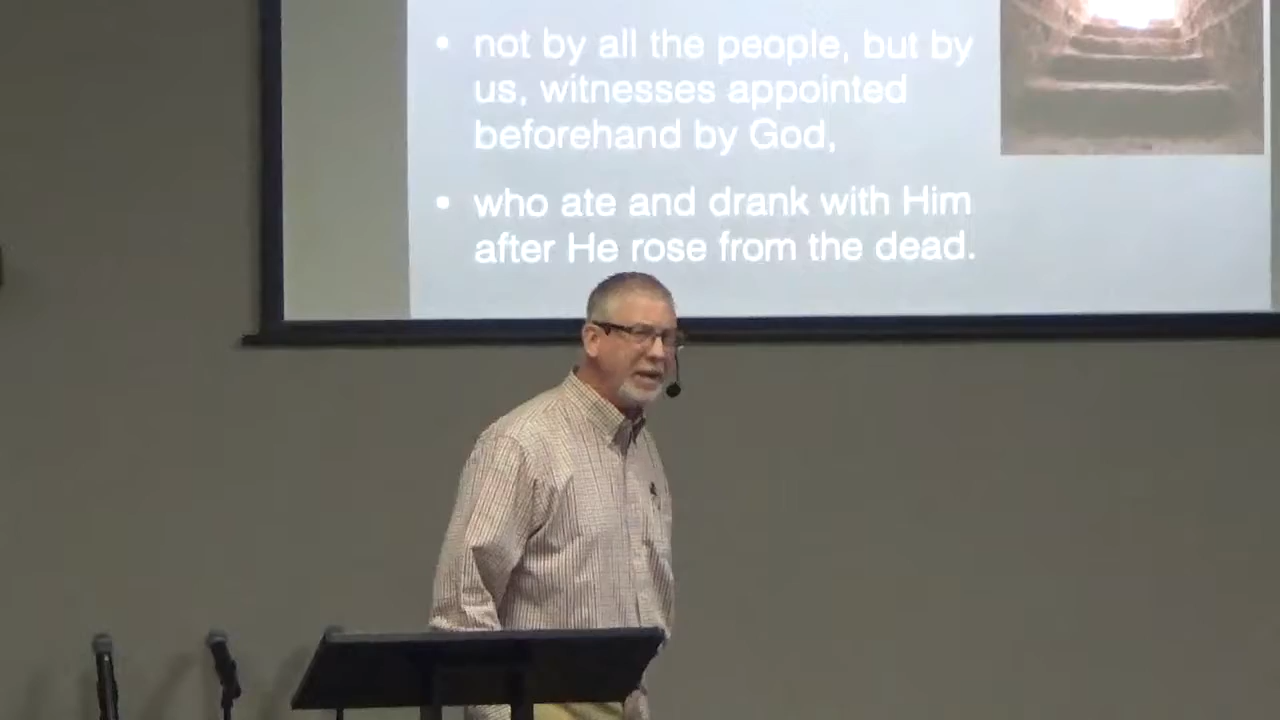 • not by all the people, but by
us, witnesses appointed
beforehand by God,
• who ate and drank with Him
after He rose from the dead.